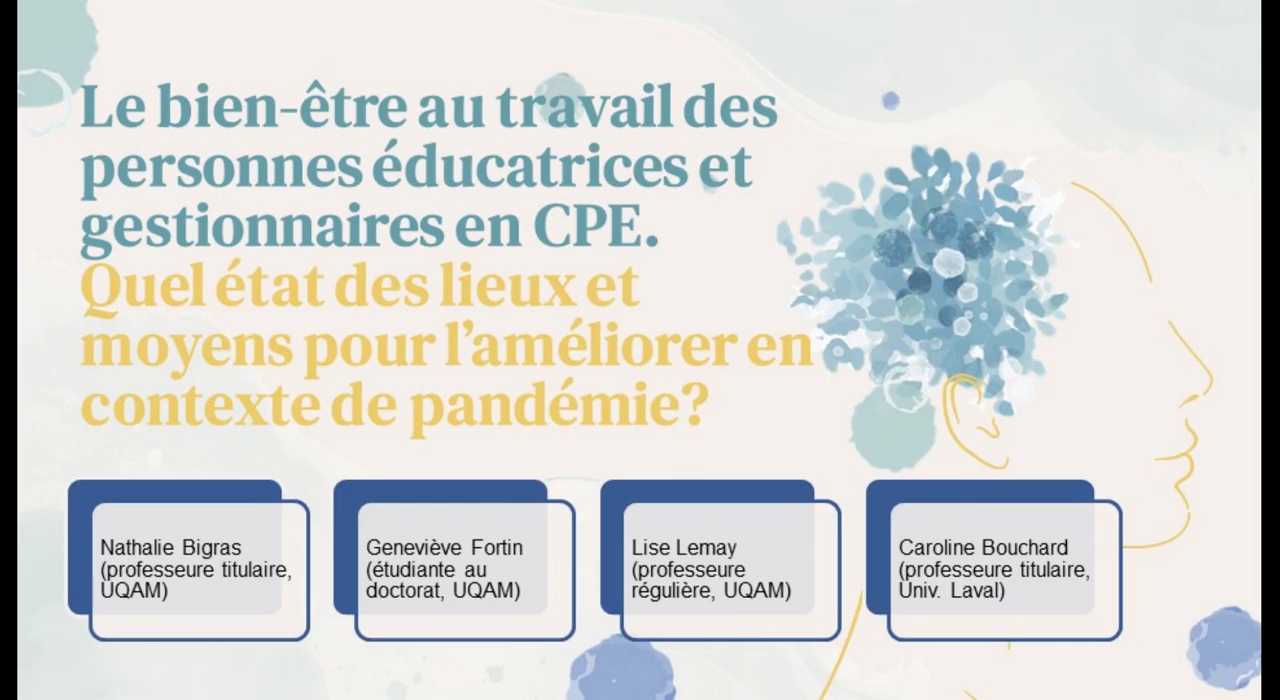 Le bien-être au travail des
personnes éducatrices et
gestionnaires en CPE.
Quel état des lieux et
moyens pour l’améliorer en
contexte de pandémie?
Nathalie Bigras
(professeure titulaire,
UQAM)
Geneviève Fortin
(étudiante au
doctorat, UQAM)
Lise Lemay
(professeure
régulière, UQAM)
Caroline Bouchard
(professeure titulaire,
Univ. Laval)